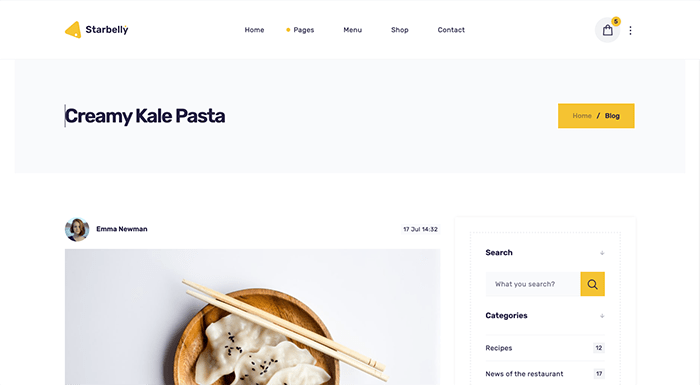 Starbelly
Home Pages Menu Shop Contact
5
Creamy Kale Pasta
Home / Blog
Emma Newman
17 Jul 14:32
Search
What you search?
Categories
Recipes 12
News of the restaurant 17